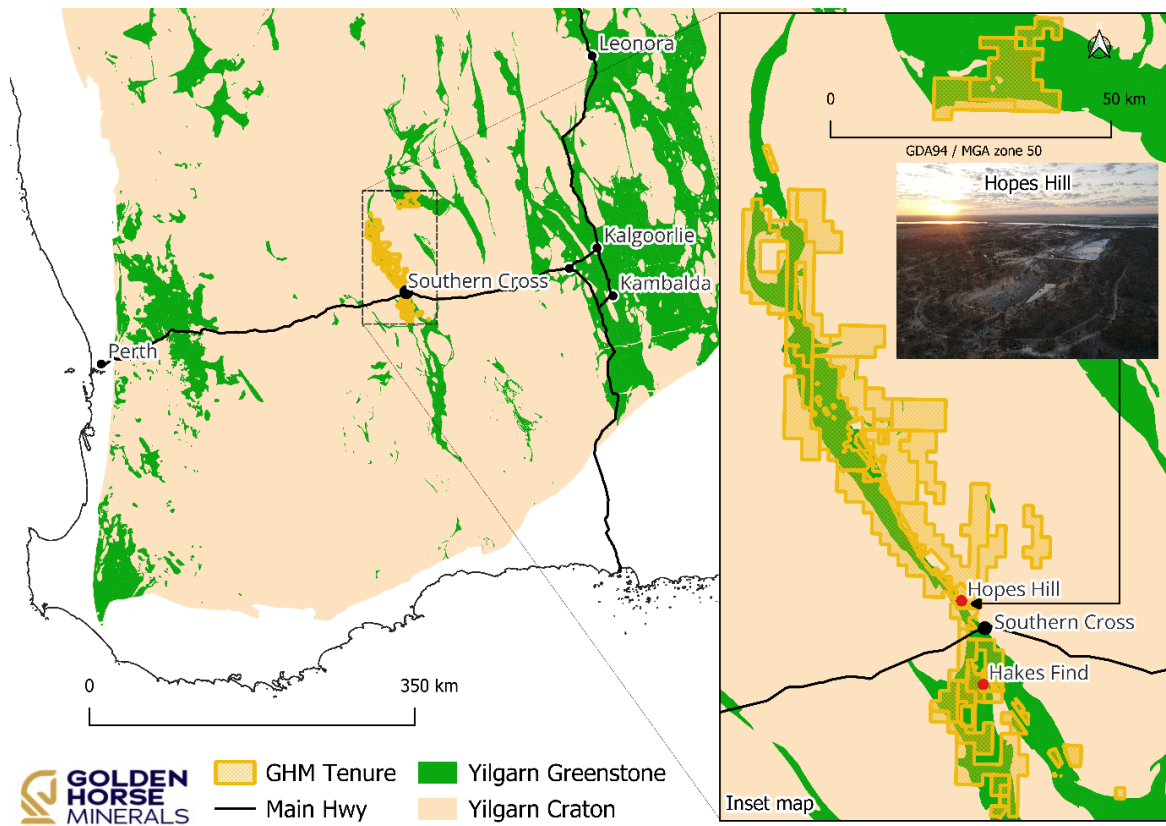 Leonora
Kalgoorlie
Southern Cross
Kambalda
Perth
0 350 km
GOLDEN
HORSE
MINERALS
GHM Tenure
Main Hwy
Yilgarn Greenstone
Yilgarn Craton
N
0 50 km
GDA94 / MGA zone 50
Hopes Hill
Hopes Hill
Southern Cross
Hakes Find
Inset map